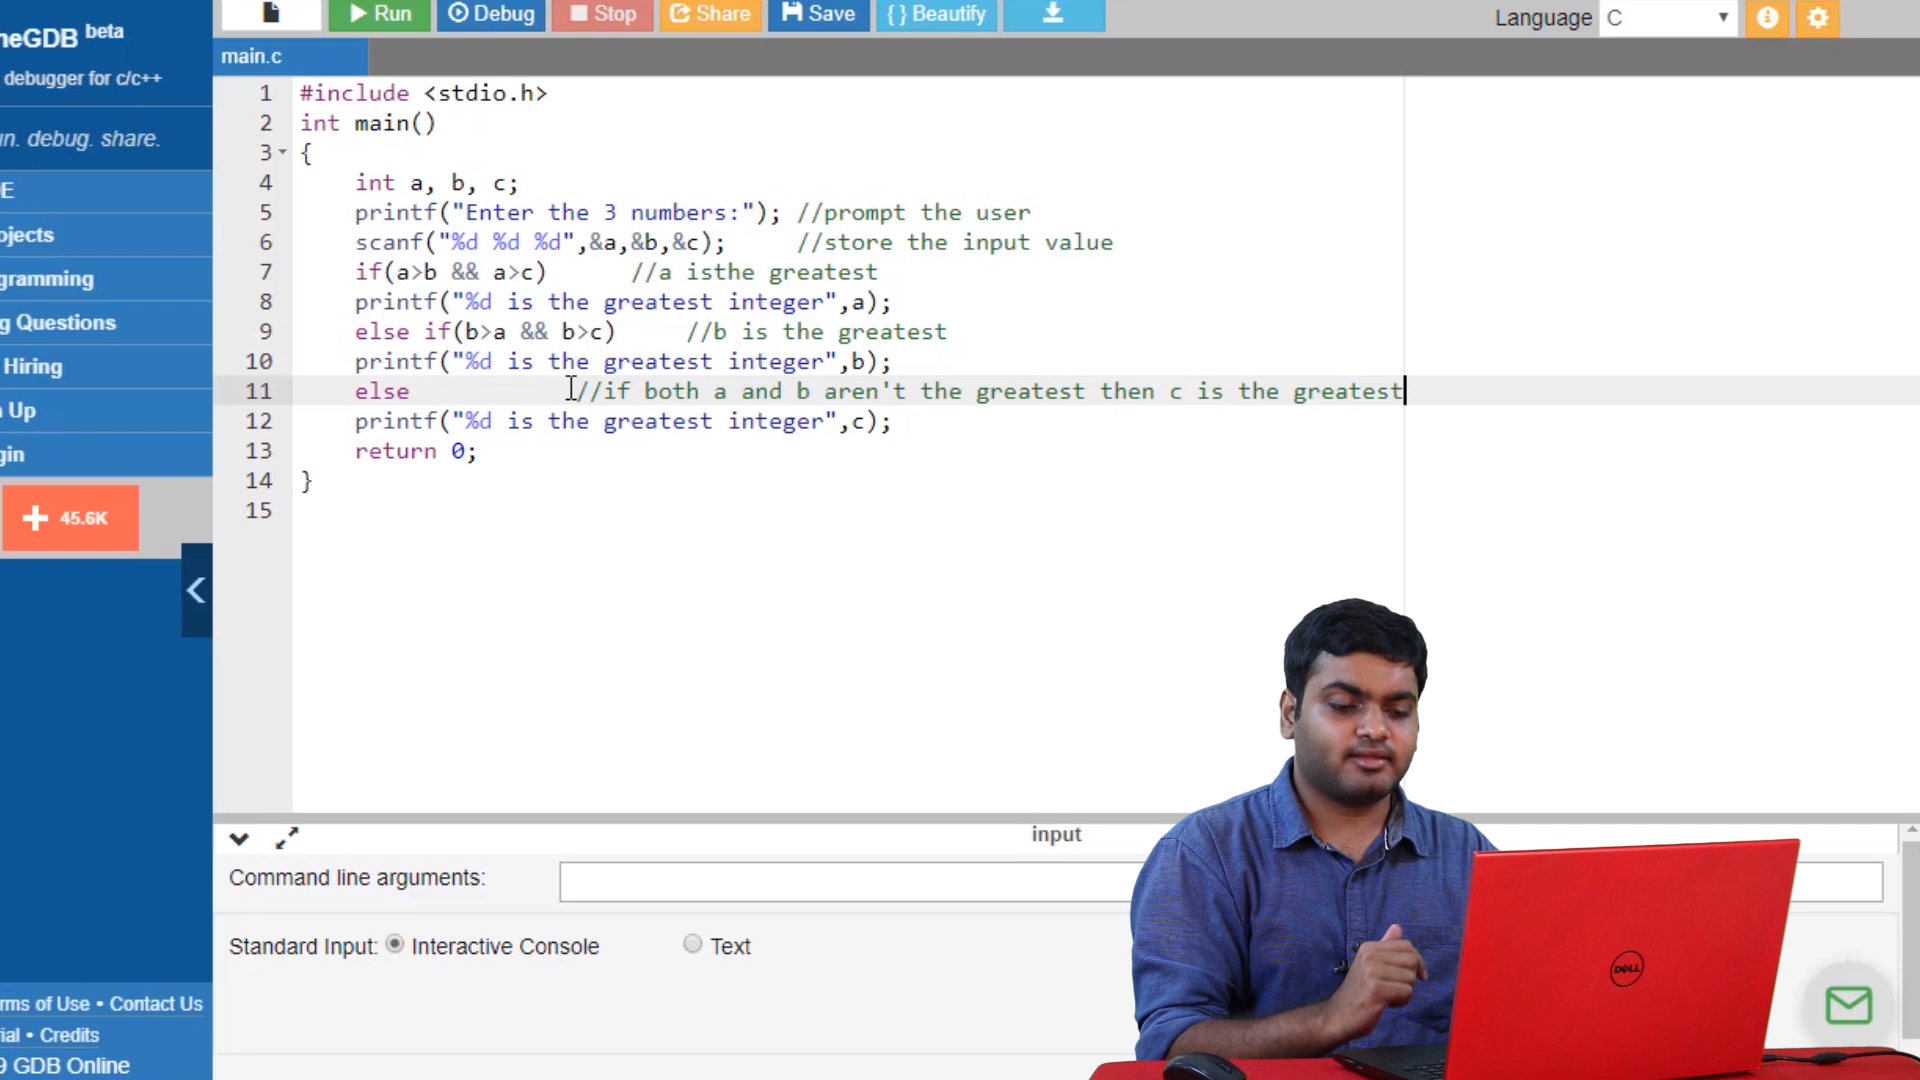 Run Debug Stop Share Save { } Beautify Language C
neGDB beta
main.c
debugger for c/c++
un. debug. share.
E
ojects
gramming
g Questions
Hiring
Up
gin
45.6K
1 #include <stdio.h>
2 int main()
3 {
4 int a, b, c;
5 printf("Enter the 3 numbers:"); //prompt the user
6 scanf("%d %d %d",&a,&b,&c); //store the input value
7 if(a>b && a>c) //a isthe greatest
8 printf("%d is the greatest integer",a);
9 else if(b>a && b>c) //b is the greatest
10 printf("%d is the greatest integer",b);
11 else //if both a and b aren't the greatest then c is the greatest
12 printf("%d is the greatest integer",c);
13 return 0;
14 }
15
input
Command line arguments:
Standard Input: Interactive Console Text
rms of Use • Contact Us
rial • Credits
9 GDB Online
DELL